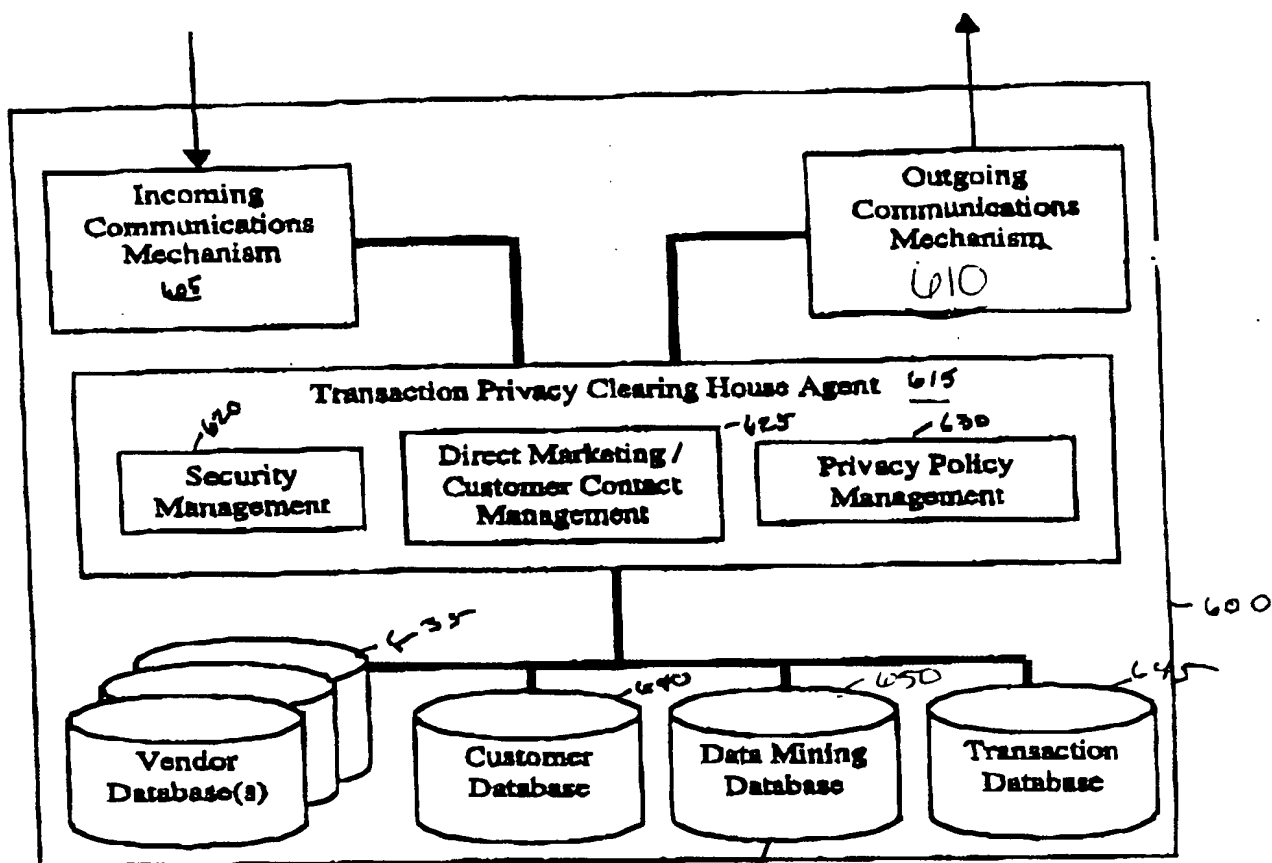 Incoming
Communications
Mechanism
605
Outgoing
Communications
Mechanism
610
Transaction Privacy Clearing House Agent 615
620
Security
Management
625
Direct Marketing /
Customer Contact
Management
630
Privacy Policy
Management
600
635
Vendor
Database(s)
640
Customer
Database
650
Data Mining
Database
645
Transaction
Database